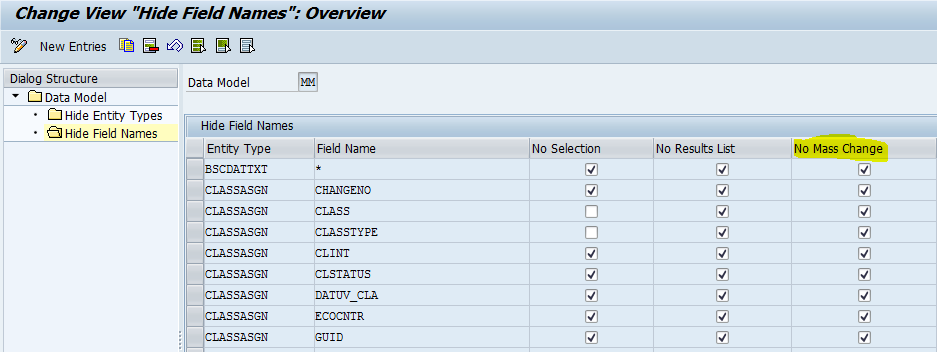 Change View "Hide Field Names": Overview
New Entries
Dialog Structure
Data Model
Hide Entity Types
Hide Field Names
Data Model MM
Hide Field Names
Entity Type Field Name No Selection No Results List No Mass Change
BSCDATTXT *
CLASSASGN CHANGENO
CLASSASGN CLASS
CLASSASGN CLASSTYPE
CLASSASGN CLINT
CLASSASGN CLSTATUS
CLASSASGN DATUV_CLA
CLASSASGN ECOCNTR
CLASSASGN GUID